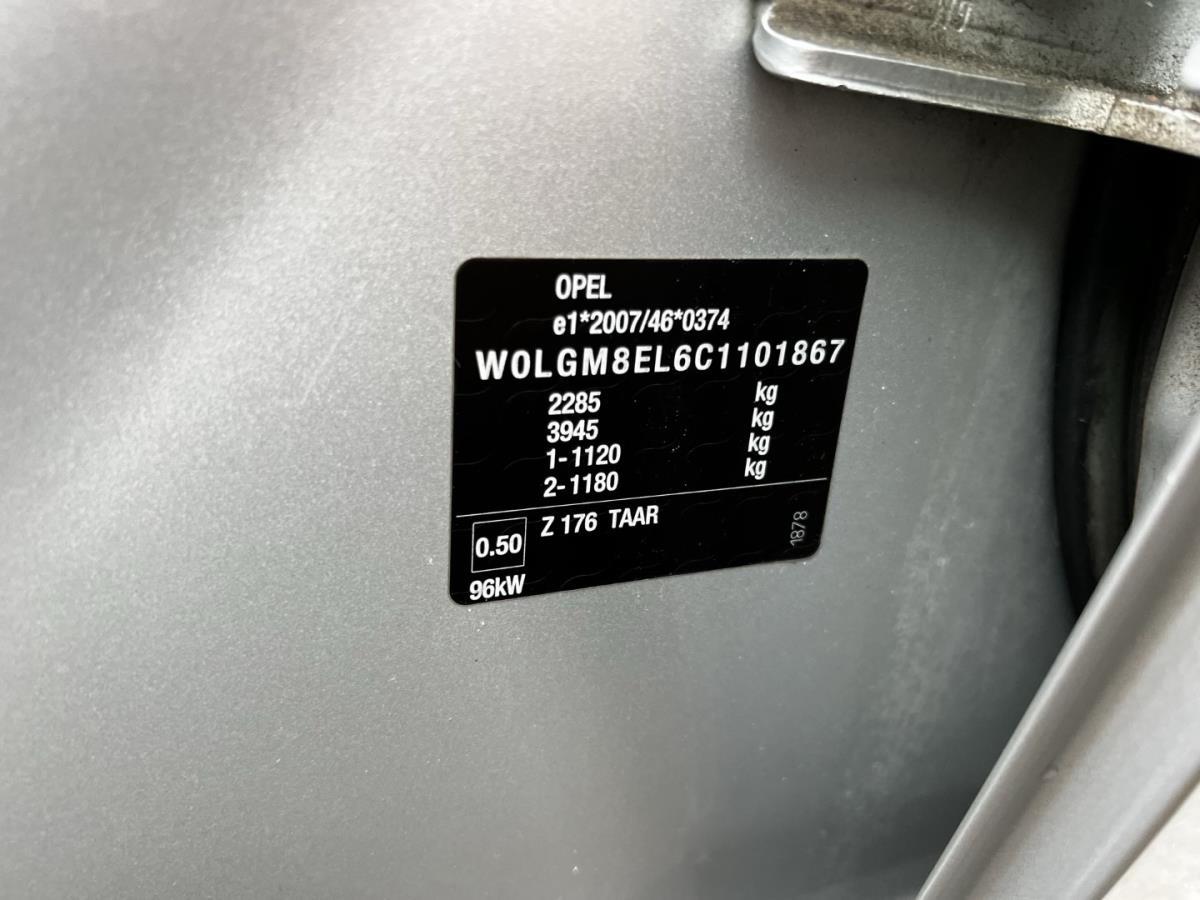 OPEL
e1*2007/46*0374
W0LGM8EL6C1101867
2285 kg
3945 kg
1-1120 kg
2-1180 kg
0.50 Z 176 TAAR
96kW
1878